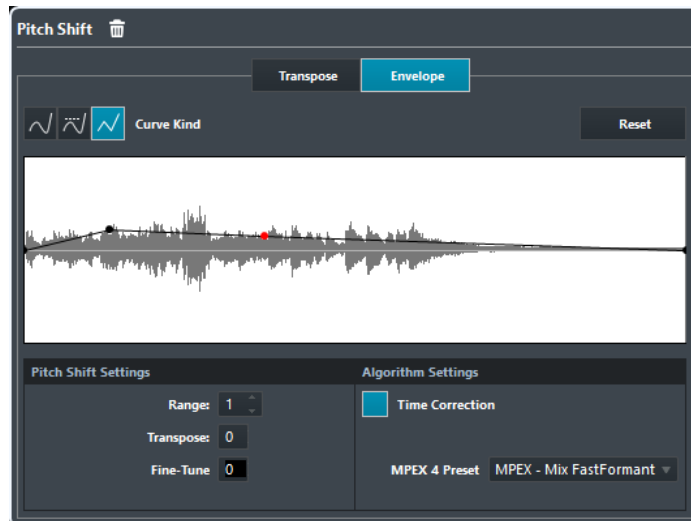 Pitch Shift
Transpose Envelope
Curve Kind Reset
Pitch Shift Settings
Range: 1
Transpose: 0
Fine-Tune 0
Algorithm Settings
Time Correction
MPEX 4 Preset MPEX - Mix FastFormant